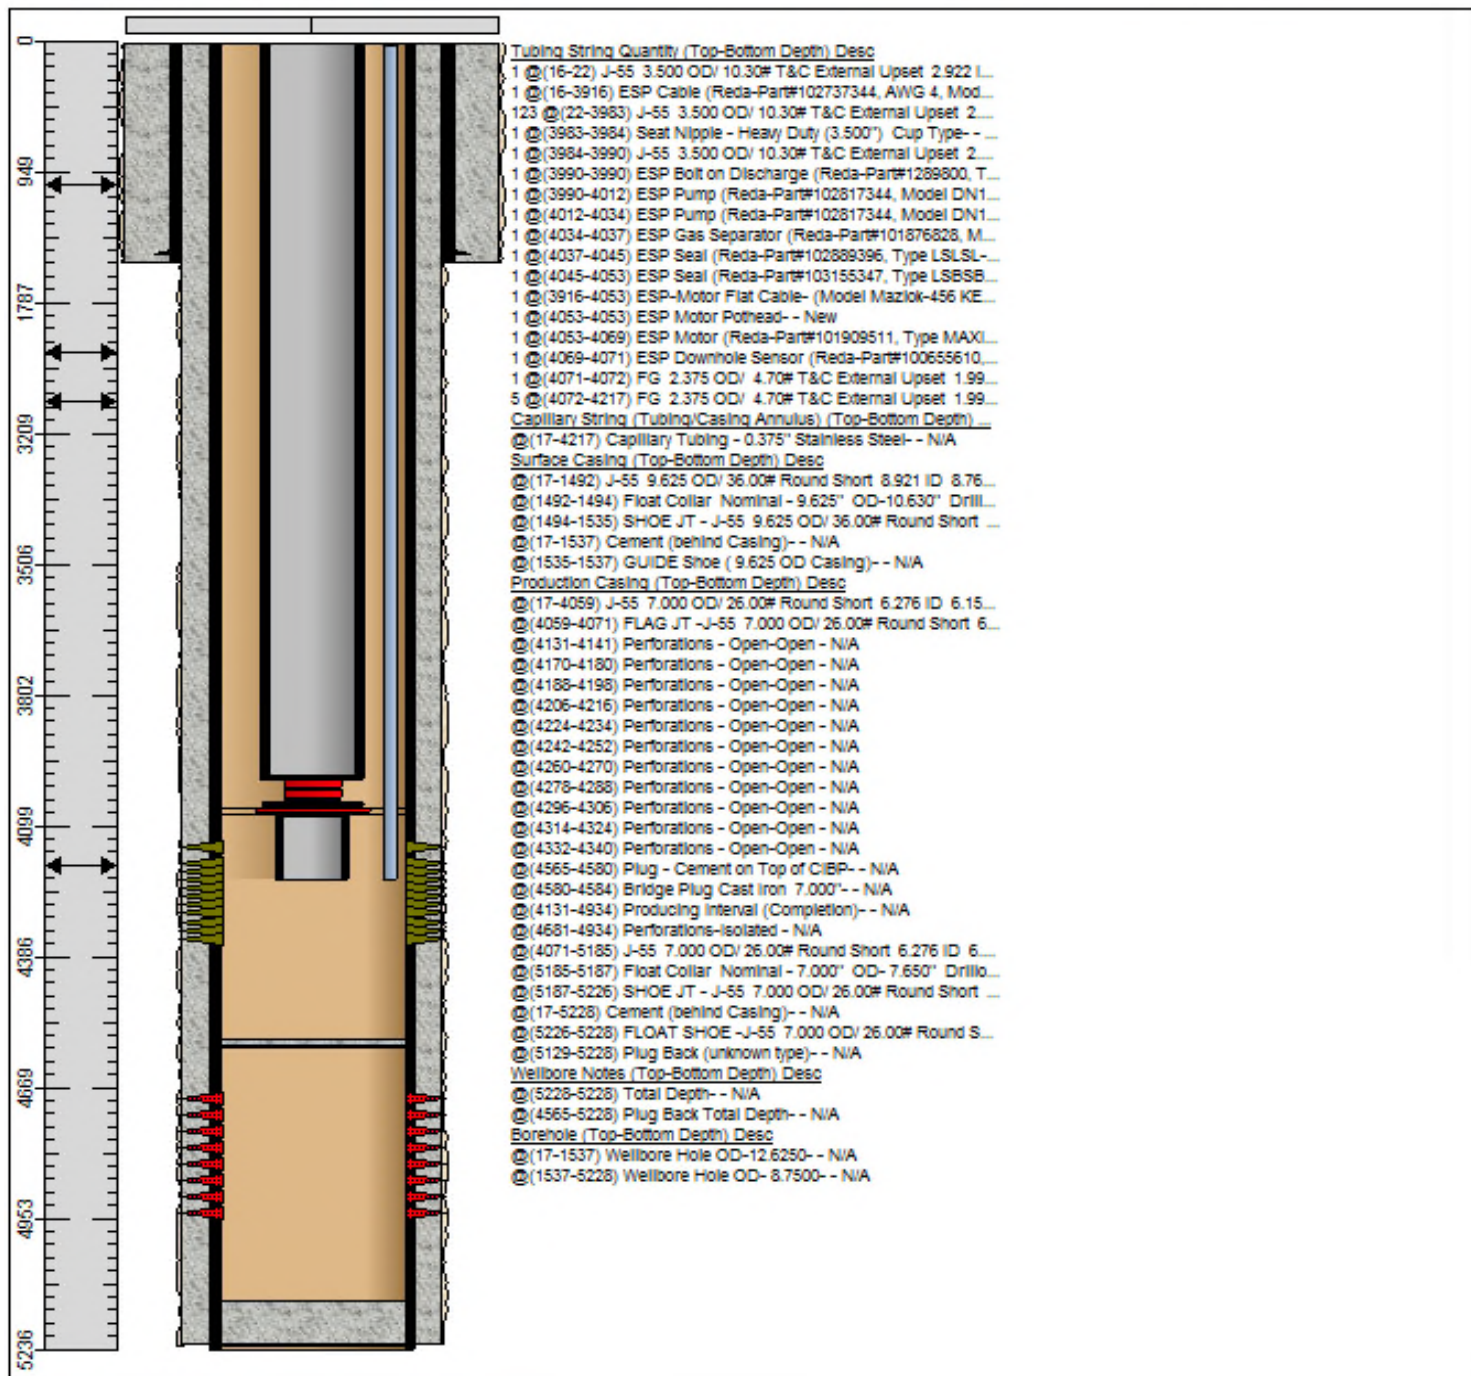 0
949
1787
3209
3506
3802
4099
4386
4669
4953
5236
Tubing String Quantity (Top-Bottom Depth) Desc
1 @(16-22) J-55 3.500 OD/ 10.30# T&C External Upset 2.922 I...
1 @(16-3916) ESP Cable (Reda-Part#102737344, AWG 4, Mod...
123 @(22-3983) J-55 3.500 OD/ 10.30# T&C External Upset 2....
1 @(3983-3984) Seat Nipple - Heavy Duty (3.500") Cup Type- - ...
1 @(3984-3990) J-55 3.500 OD/ 10.30# T&C External Upset 2....
1 @(3990-3990) ESP Bolt on Discharge (Reda-Part#1289800, T...
1 @(3990-4012) ESP Pump (Reda-Part#102817344, Model DN1...
1 @(4012-4034) ESP Pump (Reda-Part#102817344, Model DN1...
1 @(4034-4037) ESP Gas Separator (Reda-Part#101876828, M...
1 @(4037-4045) ESP Seal (Reda-Part#102889396, Type LSLSL-...
1 @(4045-4053) ESP Seal (Reda-Part#103155347, Type LSBSB...
1 @(3916-4053) ESP-Motor Flat Cable- (Model Mazlok-456 KE...
1 @(4053-4053) ESP Motor Pothead- - New
1 @(4053-4069) ESP Motor (Reda-Part#101909511, Type MAXI...
1 @(4069-4071) ESP Downhole Sensor (Reda-Part#100655610,...
1 @(4071-4072) FG 2.375 OD/ 4.70# T&C External Upset 1.99...
5 @(4072-4217) FG 2.375 OD/ 4.70# T&C External Upset 1.99...
Capillary String (Tubing/Casing Annulus) (Top-Bottom Depth) ...
@(17-4217) Capillary Tubing - 0.375" Stainless Steel- - N/A
Surface Casing (Top-Bottom Depth) Desc
@(17-1492) J-55 9.625 OD/ 36.00# Round Short 8.921 ID 8.76...
@(1492-1494) Float Collar Nominal - 9.625" OD-10.630" Drill...
@(1494-1535) SHOE JT - J-55 9.625 OD/ 36.00# Round Short ...
@(17-1537) Cement (behind Casing)- - N/A
@(1535-1537) GUIDE Shoe ( 9.625 OD Casing)- - N/A
Production Casing (Top-Bottom Depth) Desc
@(17-4059) J-55 7.000 OD/ 26.00# Round Short 6.276 ID 6.15...
@(4059-4071) FLAG JT -J-55 7.000 OD/ 26.00# Round Short 6...
@(4131-4141) Perforations - Open-Open - N/A
@(4170-4180) Perforations - Open-Open - N/A
@(4188-4198) Perforations - Open-Open - N/A
@(4206-4216) Perforations - Open-Open - N/A
@(4224-4234) Perforations - Open-Open - N/A
@(4242-4252) Perforations - Open-Open - N/A
@(4260-4270) Perforations - Open-Open - N/A
@(4278-4288) Perforations - Open-Open - N/A
@(4296-4306) Perforations - Open-Open - N/A
@(4314-4324) Perforations - Open-Open - N/A
@(4332-4340) Perforations - Open-Open - N/A
@(4565-4580) Plug - Cement on Top of CIBP- - N/A
@(4580-4584) Bridge Plug Cast Iron 7.000"- - N/A
@(4131-4934) Producing Interval (Completion)- - N/A
@(4681-4934) Perforations-Isolated - N/A
@(4071-5185) J-55 7.000 OD/ 26.00# Round Short 6.276 ID 6....
@(5185-5187) Float Collar Nominal - 7.000" OD- 7.650" Drillo...
@(5187-5226) SHOE JT - J-55 7.000 OD/ 26.00# Round Short ...
@(17-5228) Cement (behind Casing)- - N/A
@(5226-5228) FLOAT SHOE -J-55 7.000 OD/ 26.00# Round S...
@(5129-5228) Plug Back (unknown type)- - N/A
Wellbore Notes (Top-Bottom Depth) Desc
@(5228-5228) Total Depth- - N/A
@(4565-5228) Plug Back Total Depth- - N/A
Borehole (Top-Bottom Depth) Desc
@(17-1537) Wellbore Hole OD-12.6250- - N/A
@(1537-5228) Wellbore Hole OD- 8.7500- - N/A